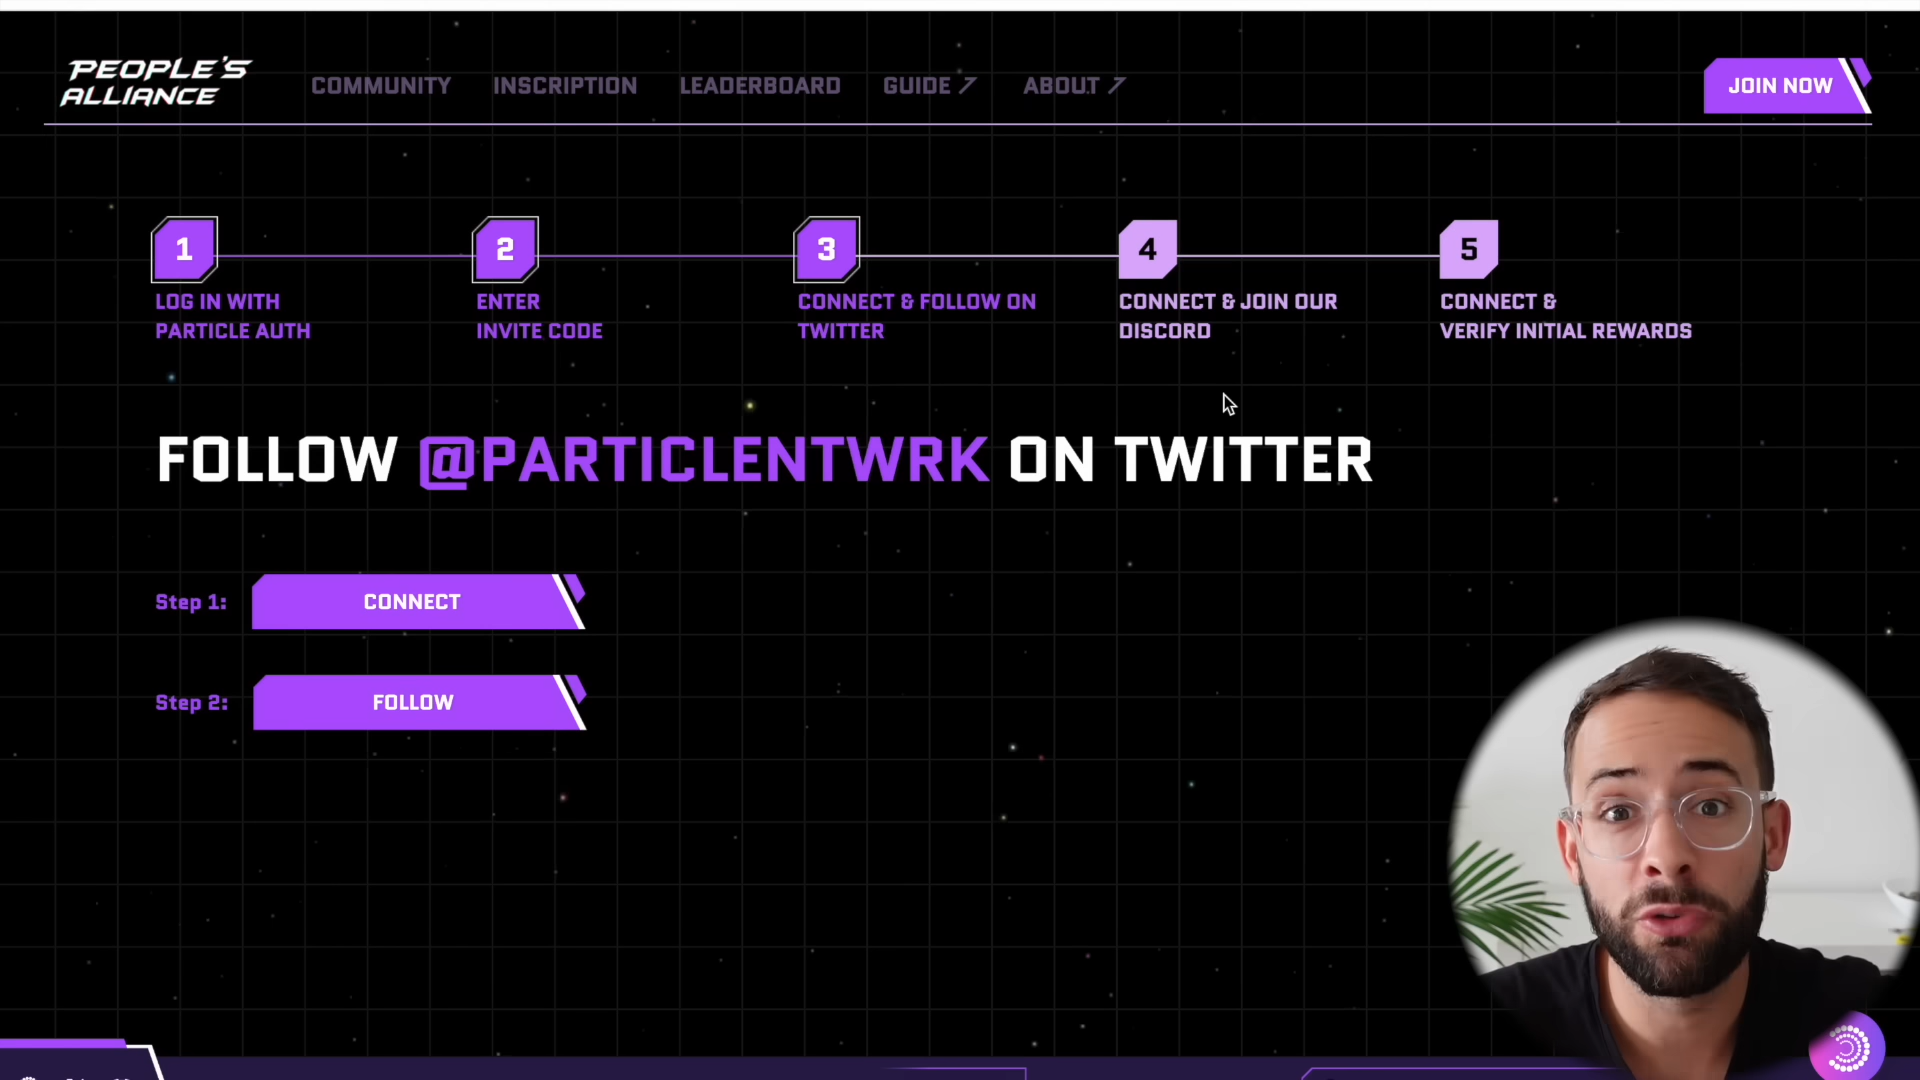 PEOPLE'S
ALLIANCE
COMMUNITY
INSCRIPTION
LEADERBOARD
GUIDE
ABOUT
JOIN NOW
1
2
3
4
5
LOG IN WITH
PARTICLE AUTH
ENTER
INVITE CODE
CONNECT & FOLLOW ON
TWITTER
CONNECT & JOIN OUR
DISCORD
CONNECT &
VERIFY INITIAL REWARDS
FOLLOW @PARTICLENTWRK ON TWITTER
Step 1:
CONNECT
Step 2:
FOLLOW